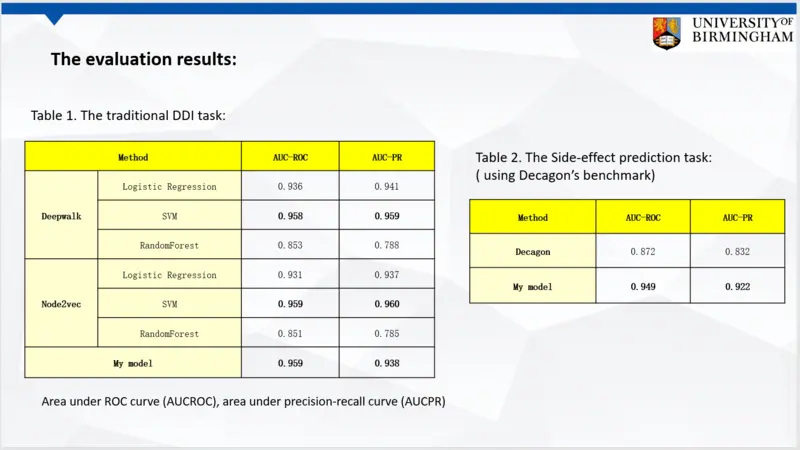 UNIVERSITY OF
BIRMINGHAM
The evaluation results:
Table 1. The traditional DDI task:
Method AUC-ROC AUC-PR
Deepwalk
Logistic Regression 0.936 0.941
SVM 0.958 0.959
RandomForest 0.853 0.788
Node2vec
Logistic Regression 0.931 0.937
SVM 0.959 0.960
RandomForest 0.851 0.785
My model 0.959 0.938
Area under ROC curve (AUCROC), area under precision-recall curve (AUCPR)
Table 2. The Side-effect prediction task:
( using Decagon’s benchmark)
Method AUC-ROC AUC-PR
Decagon 0.872 0.832
My model 0.949 0.922